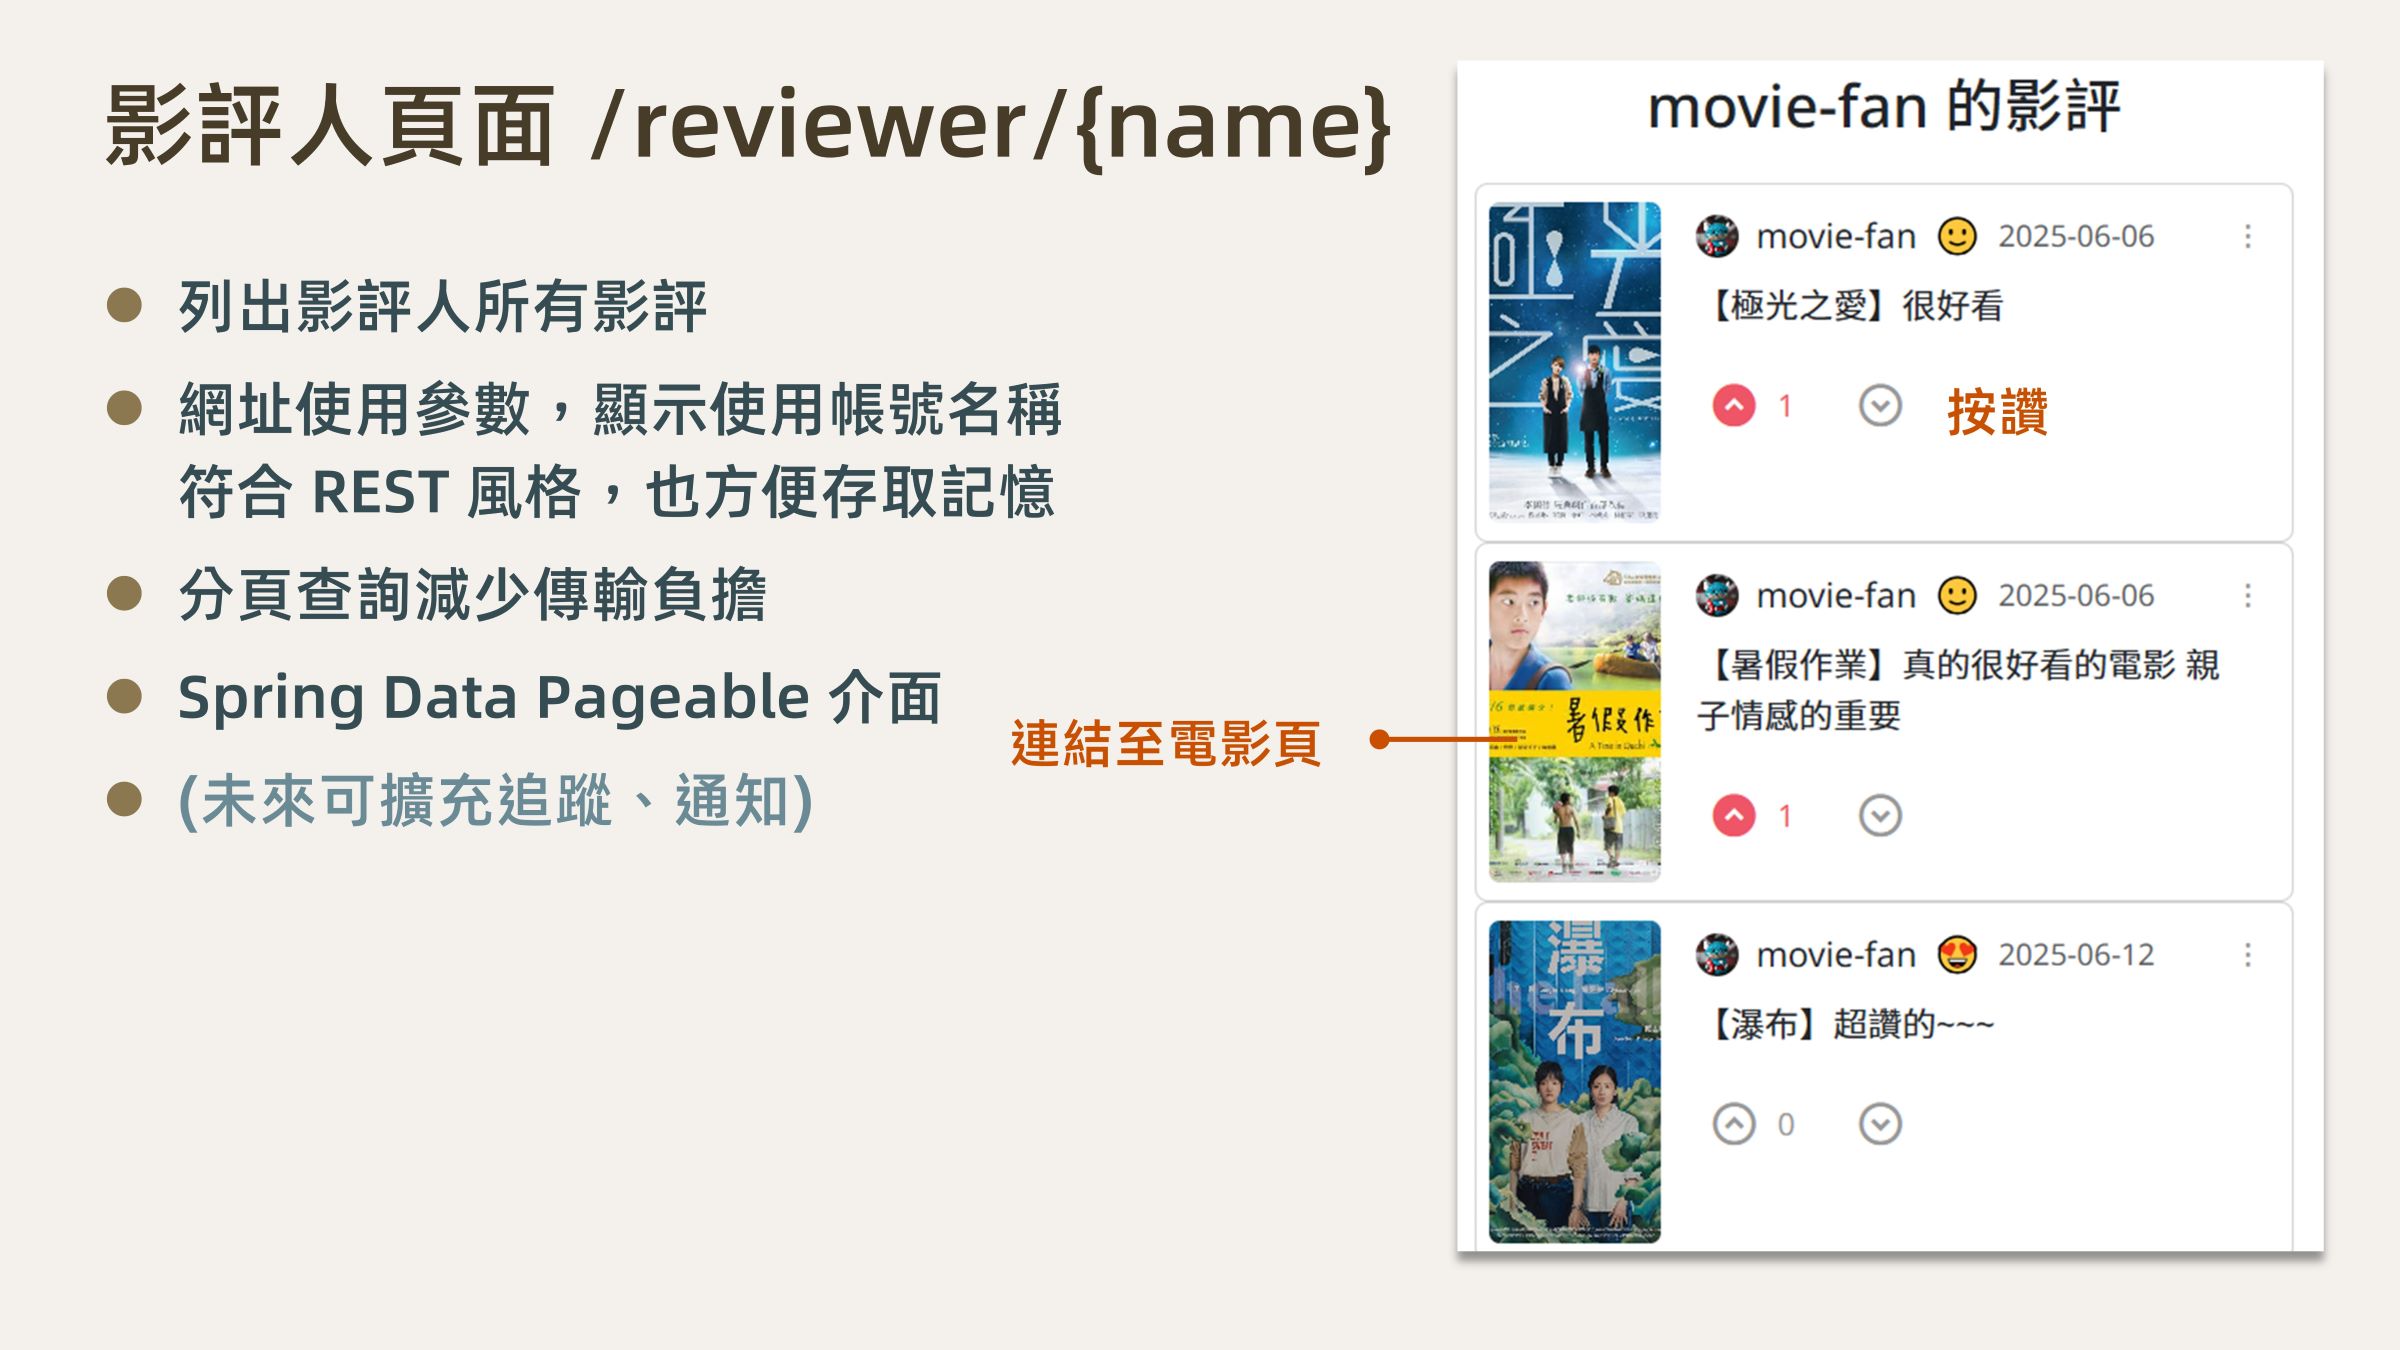 影評人頁面 /reviewer/{name}
列出影評人所有影評
網址使用參數，顯示使用帳號名稱
符合 REST 風格，也方便存取記憶
分頁查詢減少傳輸負擔
Spring Data Pageable 介面
(未來可擴充追蹤、通知)
連結至電影頁
movie-fan 的影評
movie-fan 2025-06-06
【極光之愛】很好看
1
按讚
movie-fan 2025-06-06
【暑假作業】真的很好看的電影 親
子情感的重要
暑假作
1
movie-fan 2025-06-12
【瀑布】超讚的~~~
瀑
布
0